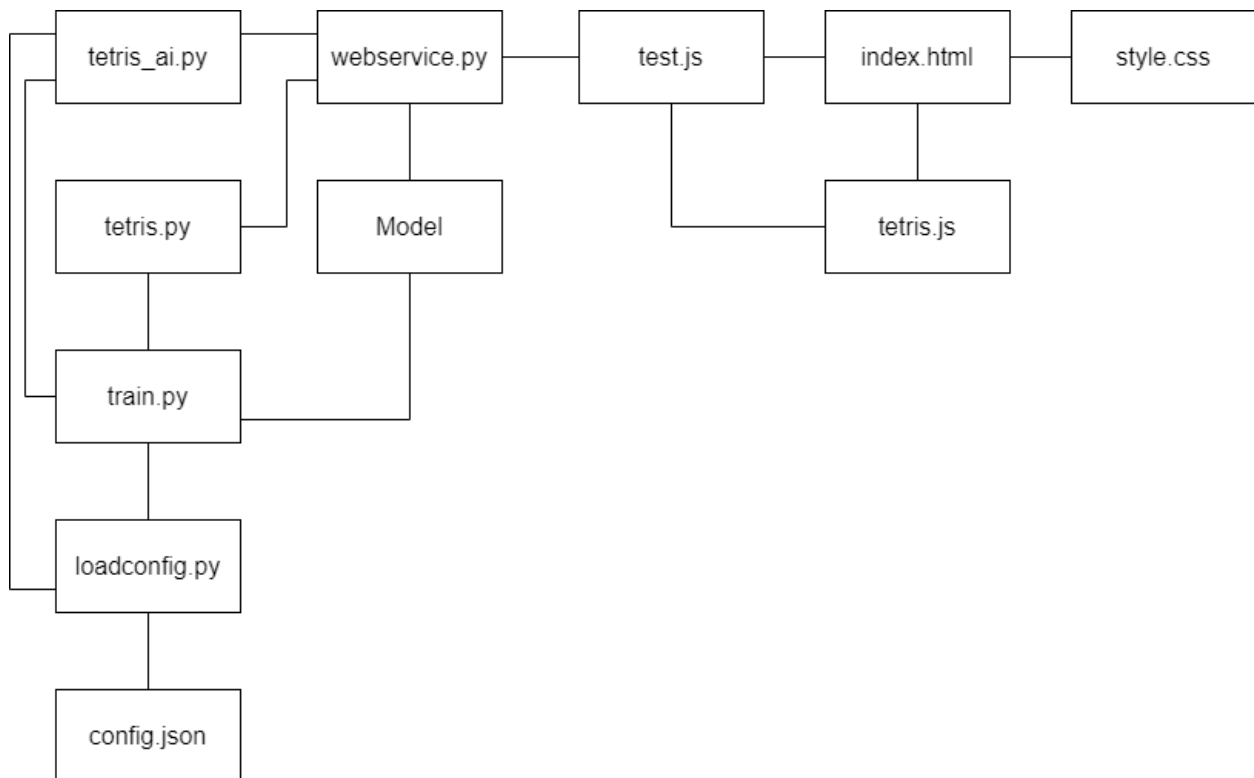 tetris_ai.py
webservice.py
test.js
index.html
style.css
tetris.py
Model
tetris.js
train.py
loadconfig.py
config.json